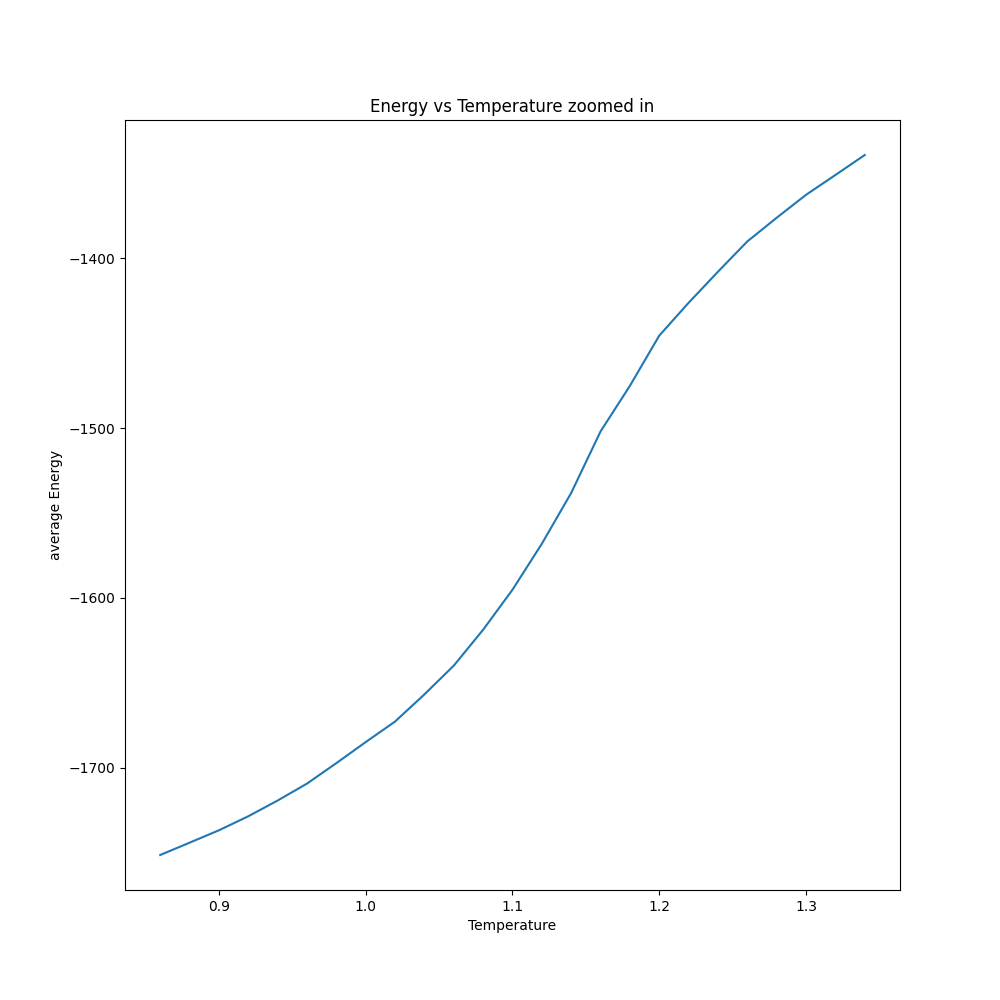 Energy vs Temperature zoomed in
−1400
−1500
−1600
−1700
average Energy
0.9 1.0 1.1 1.2 1.3
Temperature